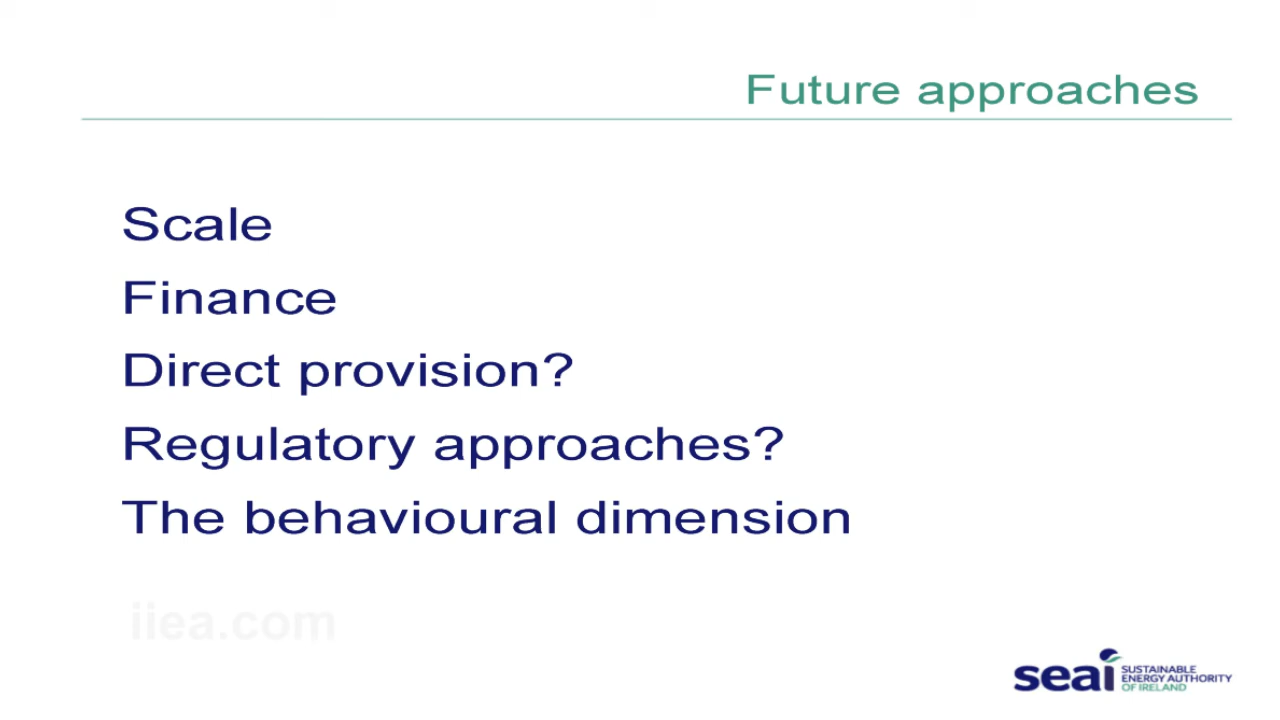 Future approaches
Scale
Finance
Direct provision?
Regulatory approaches?
The behavioural dimension
iiea.com
seai
SUSTAINABLE
ENERGY AUTHORITY
OF IRELAND